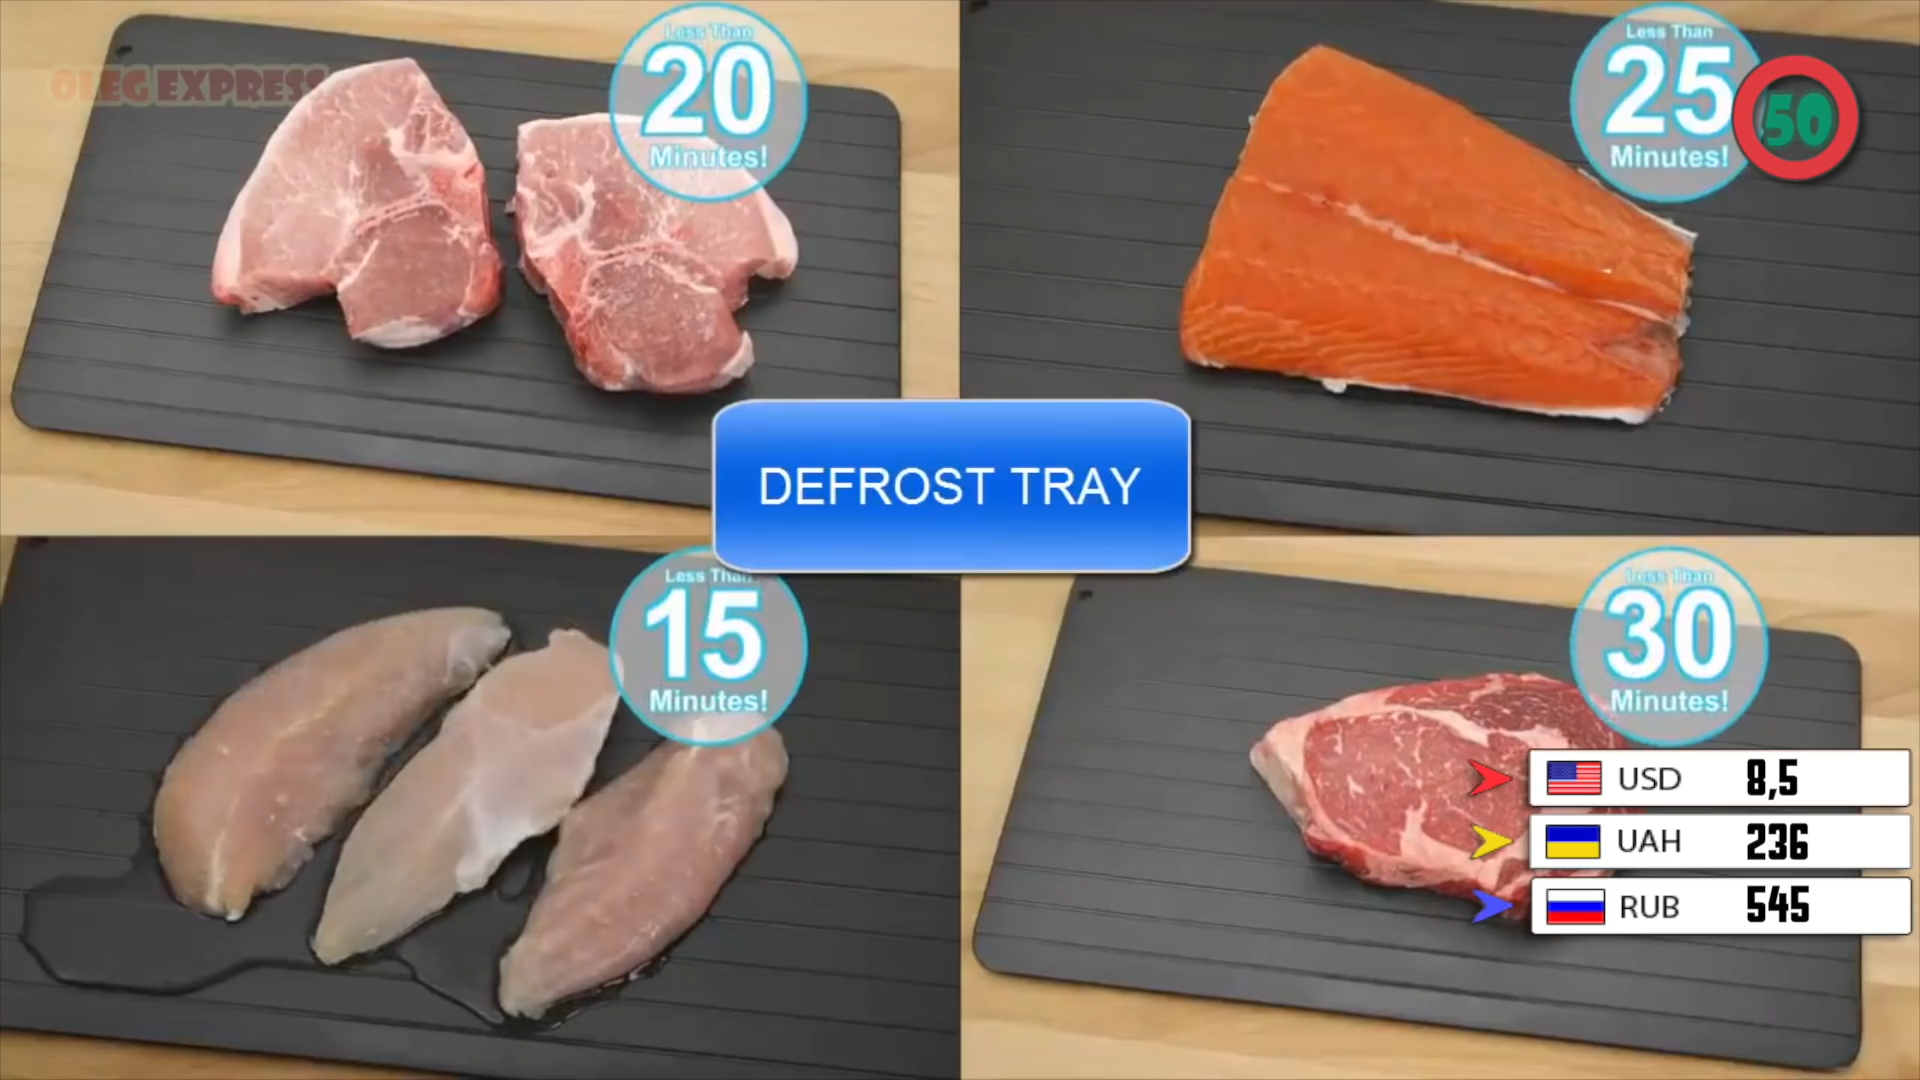 OLEG EXPRESS
Less Than
20
Minutes!
Less Than
25
Minutes!
50
DEFROST TRAY
Less Than
15
Minutes!
Less Than
30
Minutes!
USD 8,5
UAH 236
RUB 545